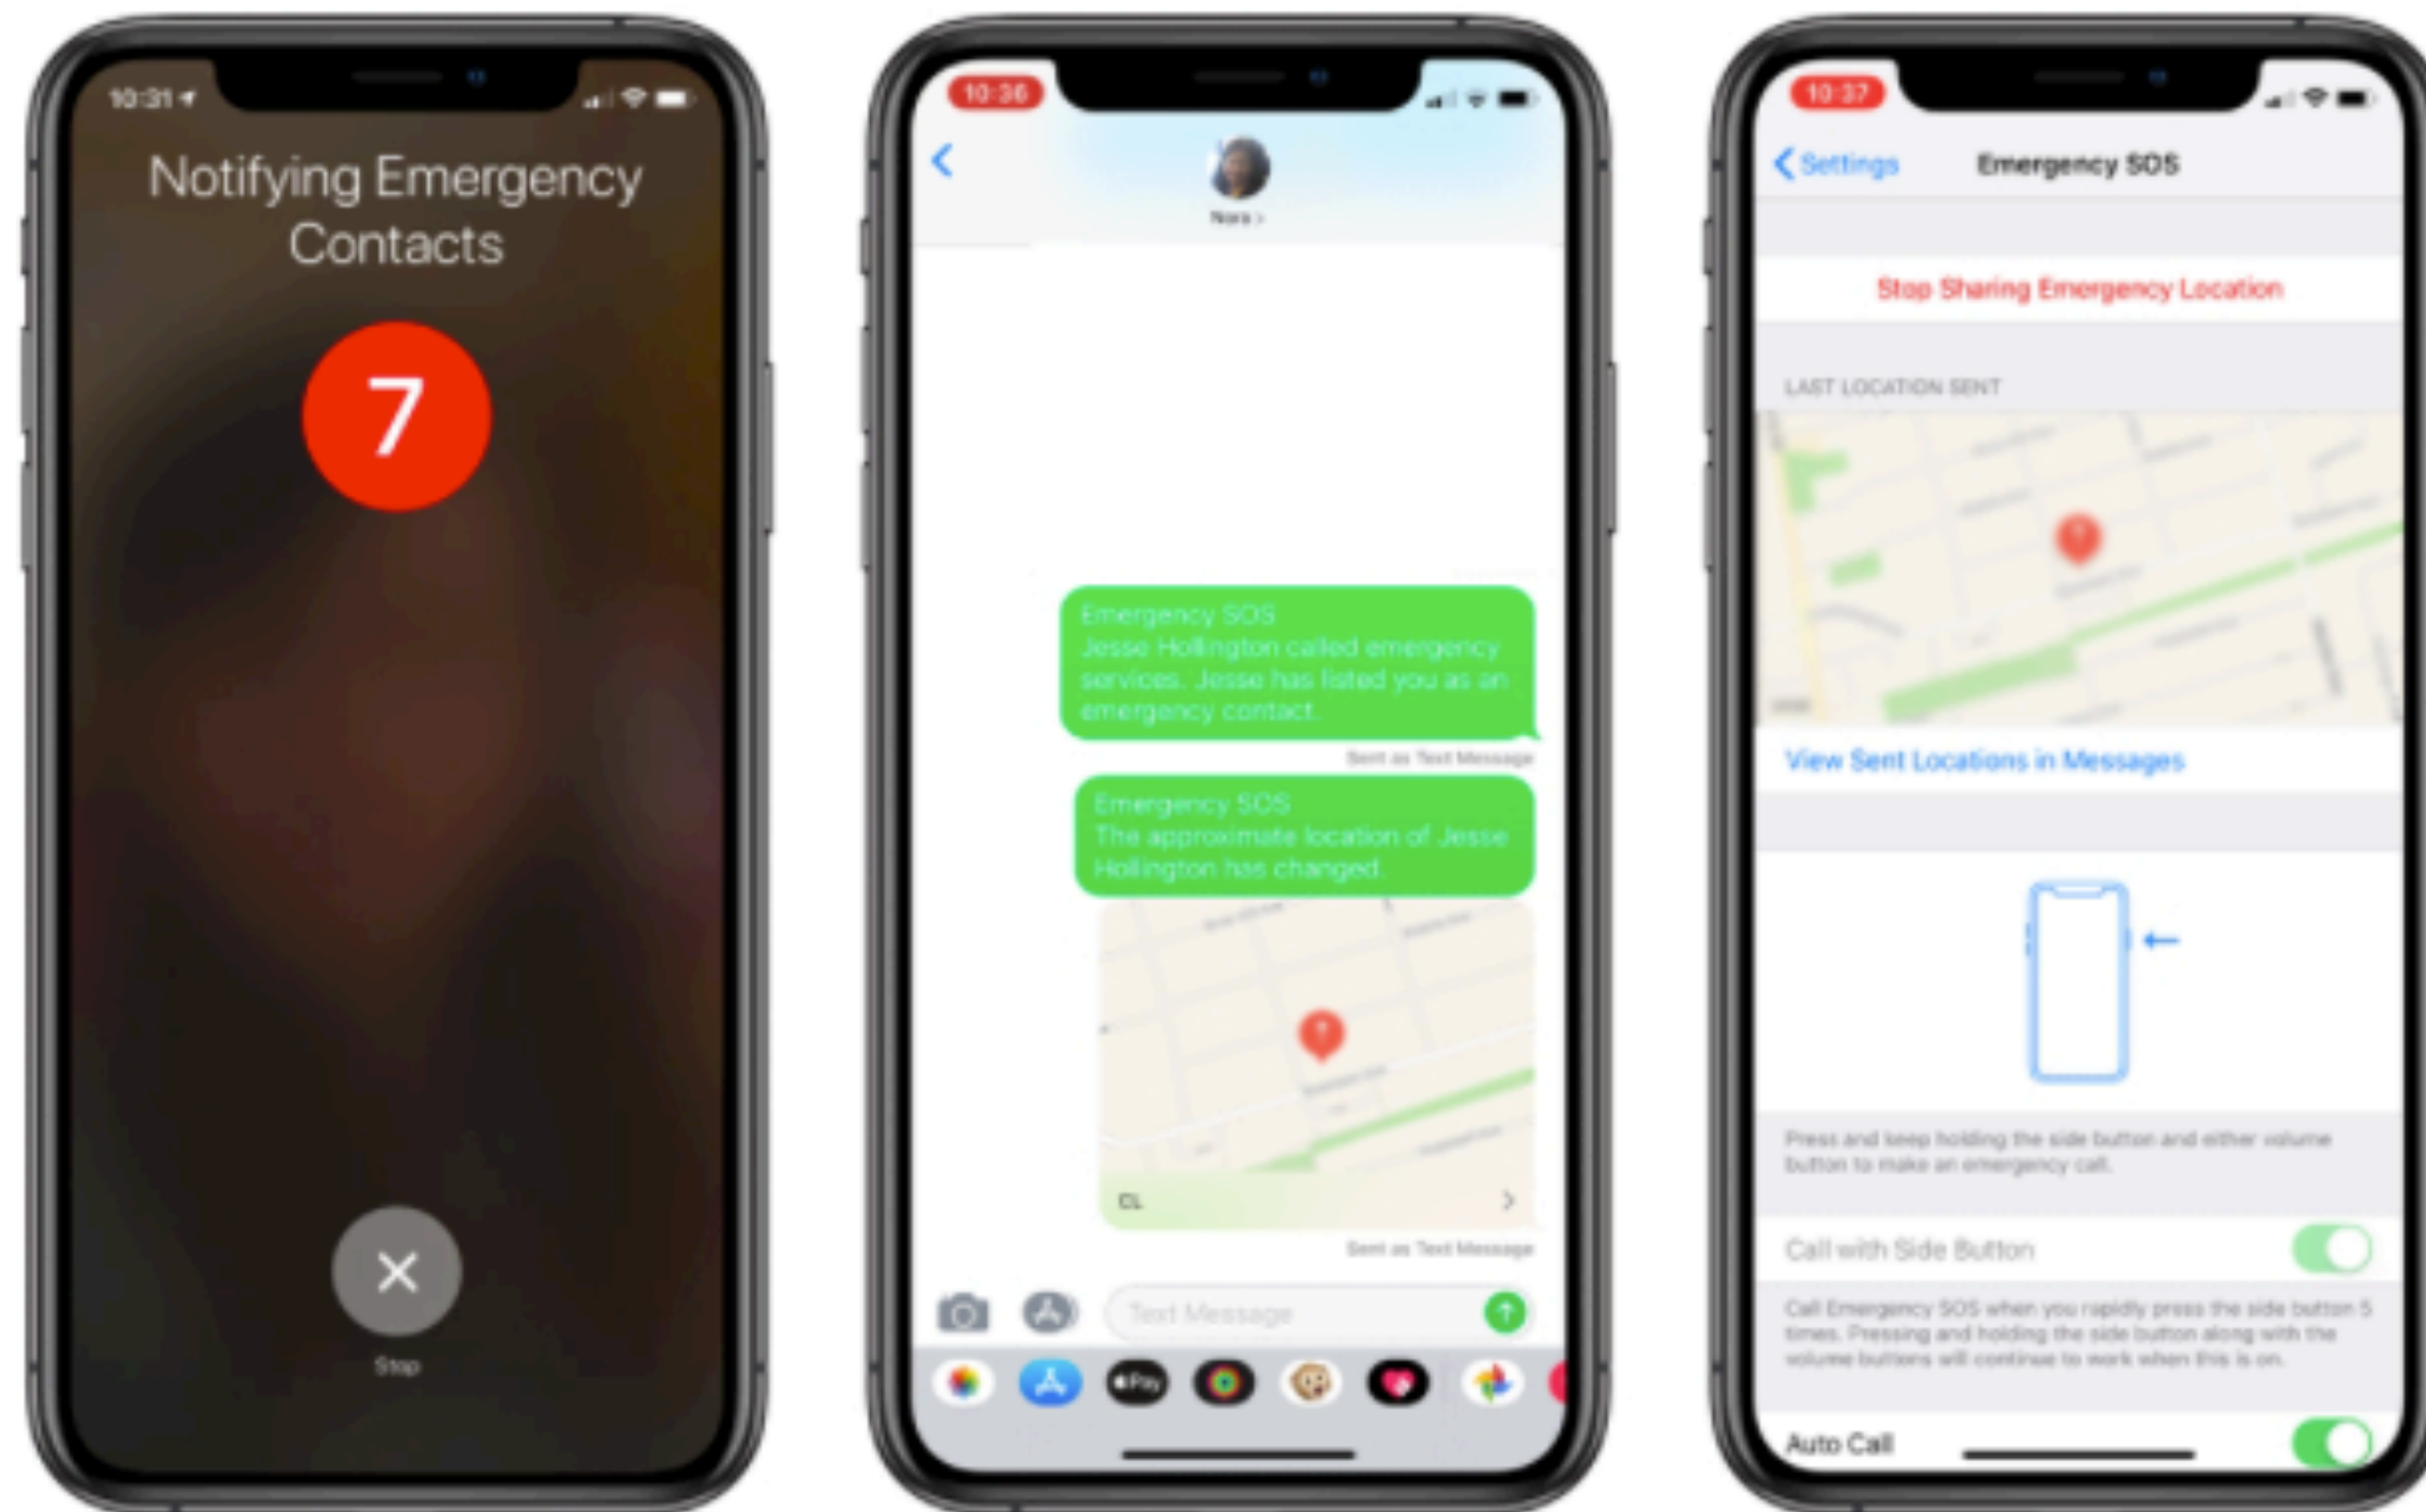 10:31
Notifying Emergency
Contacts
7
Stop
10:36
Nora >
Emergency SOS
Jesse Hollington called emergency
services. Jesse has listed you as an
emergency contact.
Sent as Text Message
Emergency SOS
The approximate location of Jesse
Hollington has changed.
CL
Sent as Text Message
Text Message
Pay
10:37
Settings
Emergency SOS
Stop Sharing Emergency Location
LAST LOCATION SENT
View Sent Locations in Messages
Press and keep holding the side button and either volume
button to make an emergency call.
Call with Side Button
Call Emergency SOS when you rapidly press the side button 5
times. Pressing and holding the side button along with the
volume buttons will continue to work when this is on.
Auto Call